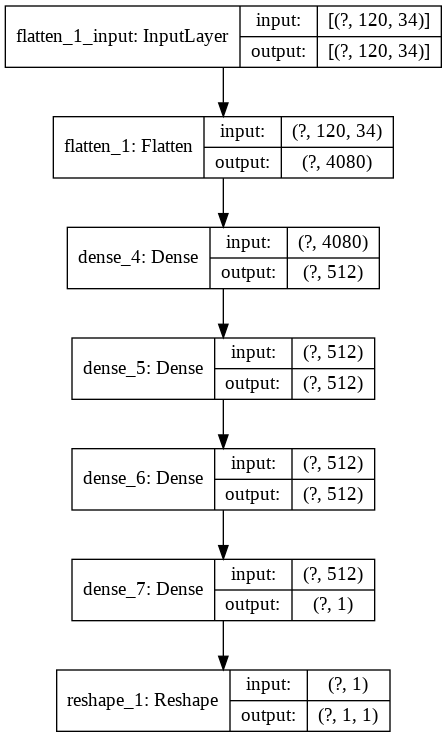 flatten_1_input: InputLayer
input: [(?, 120, 34)]
output: [(?, 120, 34)]
flatten_1: Flatten
input: (?, 120, 34)
output: (?, 4080)
dense_4: Dense
input: (?, 4080)
output: (?, 512)
dense_5: Dense
input: (?, 512)
output: (?, 512)
dense_6: Dense
input: (?, 512)
output: (?, 512)
dense_7: Dense
input: (?, 512)
output: (?, 1)
reshape_1: Reshape
input: (?, 1)
output: (?, 1, 1)